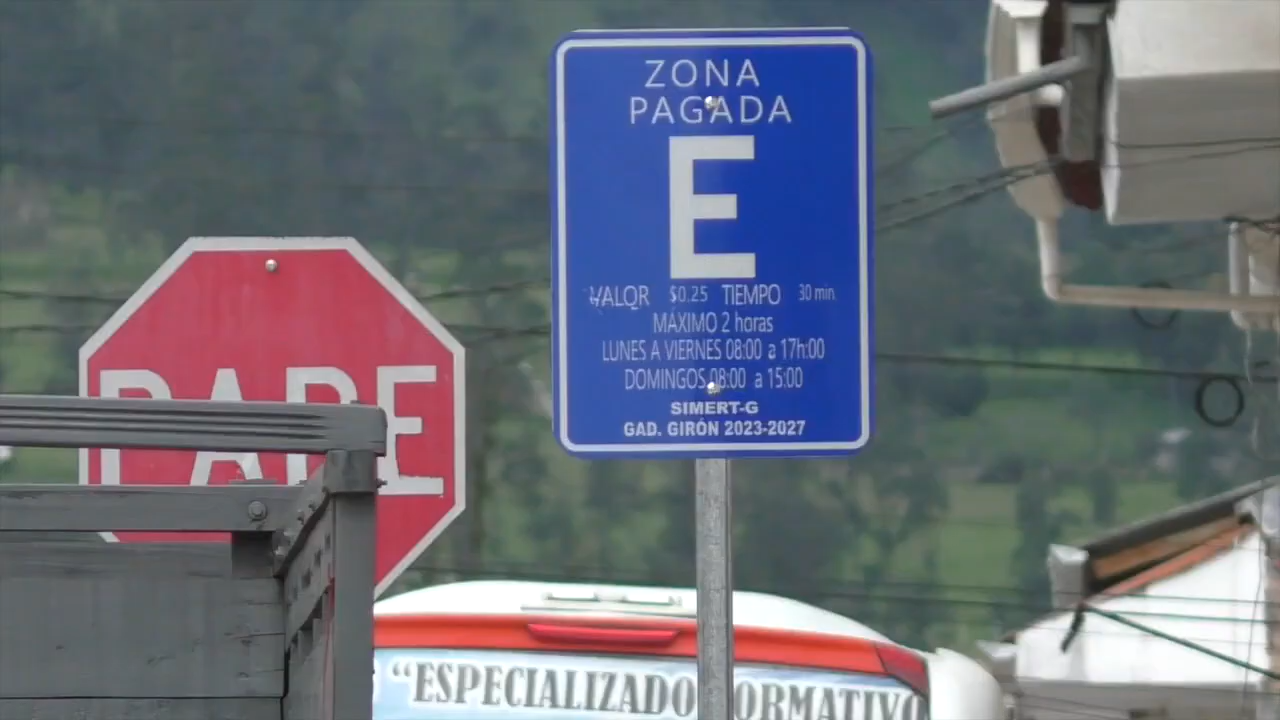 ZONA
PAGADA
E
VALOR $0.25 TIEMPO 30 min
MÁXIMO 2 horas
LUNES A VIERNES 08:00 a 17h:00
DOMINGOS 08:00 a 15:00
SIMERT-G
GAD. GIRÓN 2023-2027
PARE
"ESPECIALIZADO